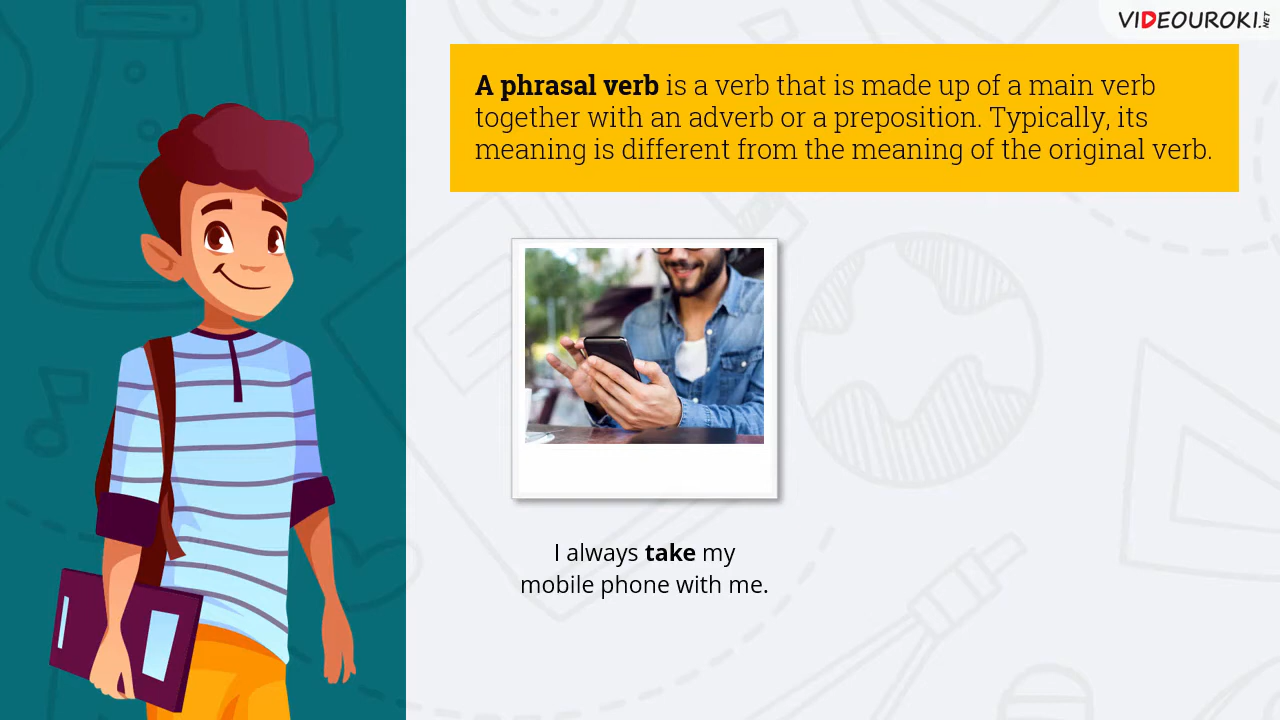 VIDEOUROKI.NET
A phrasal verb is a verb that is made up of a main verb
together with an adverb or a preposition. Typically, its
meaning is different from the meaning of the original verb.
I always take my
mobile phone with me.